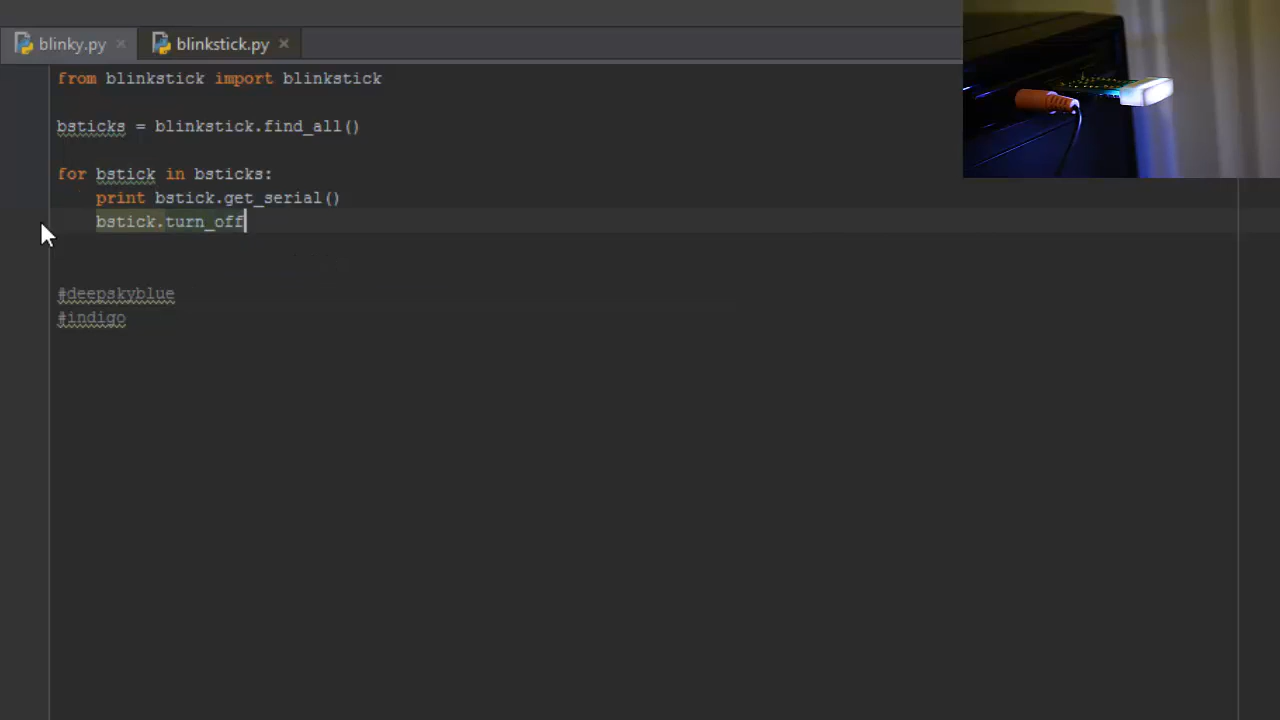 blinky.py
blinkstick.py
from blinkstick import blinkstick
bsticks = blinkstick.find_all()
for bstick in bsticks:
print bstick.get_serial()
bstick.turn_off
#deepskyblue
#indigo